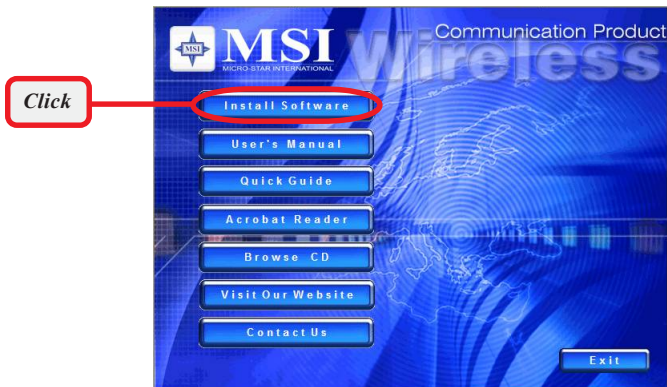 Communication Product
Wireless
MSI
MSI
MICRO-STAR INTERNATIONAL
Click
Install Software
User's Manual
Quick Guide
Acrobat Reader
Browse CD
Visit Our Website
Contact Us
Exit